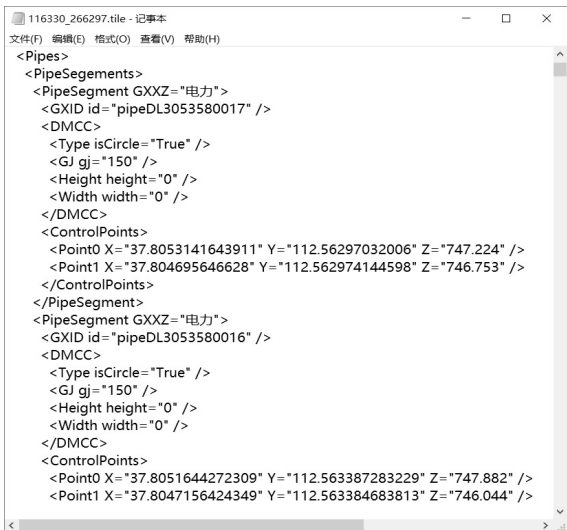 116330_266297.tile - 记事本
文件(F) 编辑(E) 格式(O) 查看(V) 帮助(H)
<Pipes>
<PipeSegements>
<PipeSegment GXXZ="电力">
<GXID id="pipeDL3053580017" />
<DMCC>
<Type isCircle="True" />
<GJ gj="150" />
<Height height="0" />
<Width width="0" />
</DMCC>
<ControlPoints>
<Point0 X="37.8053141643911" Y="112.56297032006" Z="747.224" />
<Point1 X="37.804695646628" Y="112.562974144598" Z="746.753" />
</ControlPoints>
</PipeSegment>
<PipeSegment GXXZ="电力">
<GXID id="pipeDL3053580016" />
<DMCC>
<Type isCircle="True" />
<GJ gj="150" />
<Height height="0" />
<Width width="0" />
</DMCC>
<ControlPoints>
<Point0 X="37.8051644272309" Y="112.563387283229" Z="747.882" />
<Point1 X="37.8047156424349" Y="112.563384683813" Z="746.044" />